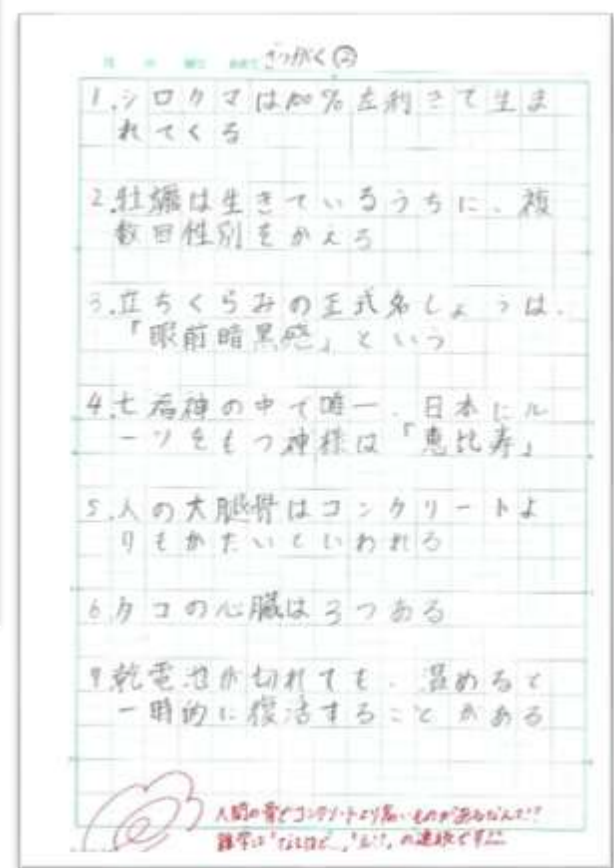 ざつがく②
1.シロクマは100%左利きで生ま
れてくる
2.牡蠣は生きているうちに、複
数回性別をかえる
3.立ちくらみの正式名しょうは、
「眼前暗黒感」という
4.七福神の中で唯一、日本にル
ーツをもつ神様は「恵比寿」
5.人の大腿骨はコンクリートよ
りもかたいといわれる
6.タコの心臓は3つある
7.乾電池が切れても、温めると
一時的に復活することがある
人間の骨でコンクリートより高いものがあるなんて!?
雑学は"なるほど…","え!?"の連続です!!